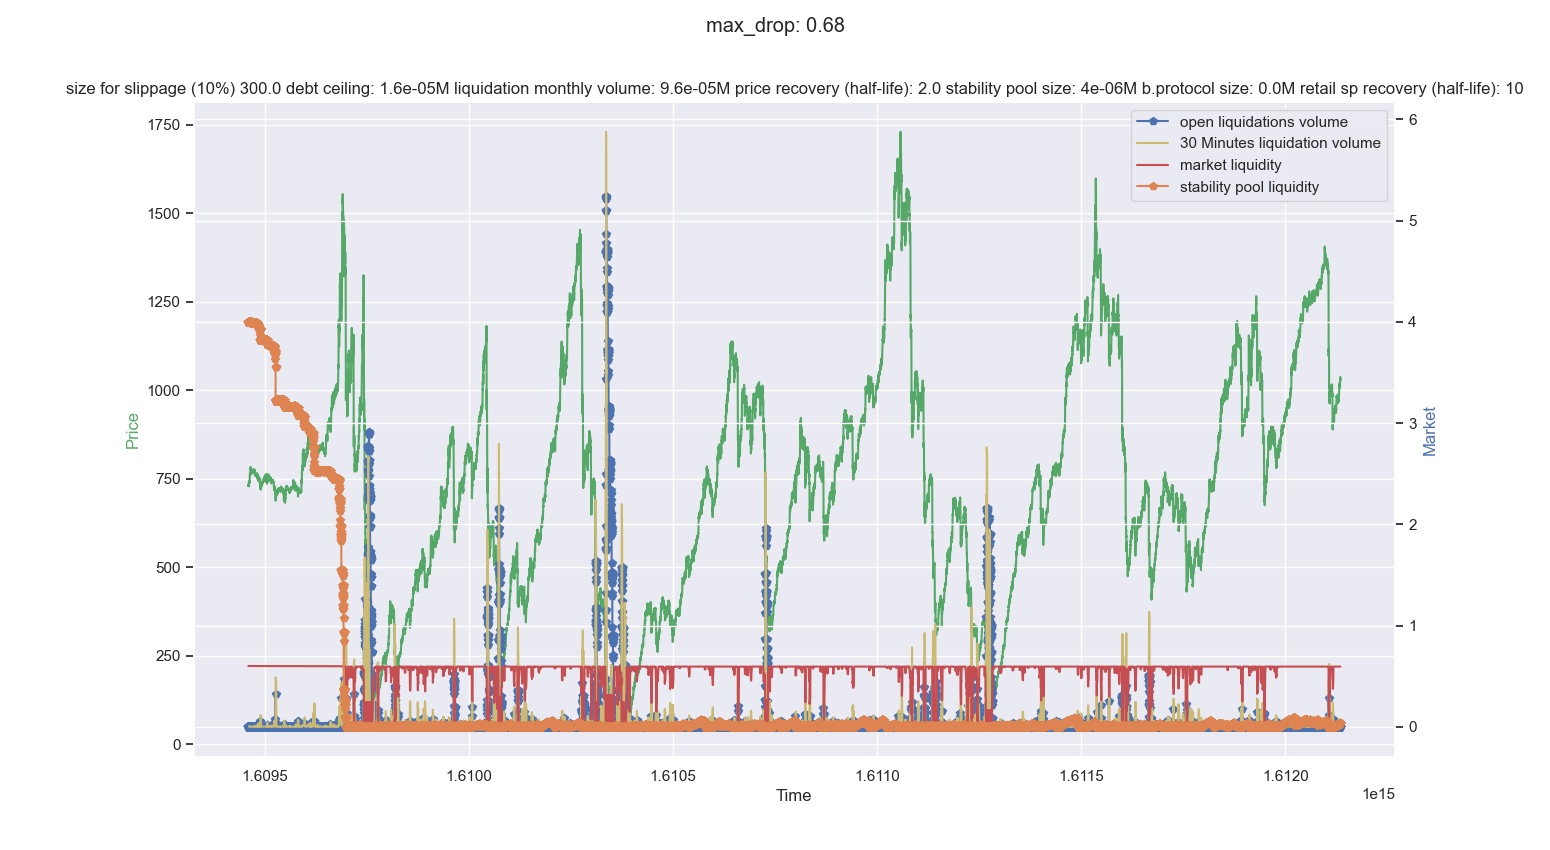 max_drop: 0.68
size for slippage (10%) 300.0 debt ceiling: 1.6e-05M liquidation monthly volume: 9.6e-05M price recovery (half-life): 2.0 stability pool size: 4e-06M b.protocol size: 0.0M retail sp recovery (half-life): 10
open liquidations volume
30 Minutes liquidation volume
market liquidity
stability pool liquidity
1750
1500
1250
1000
750
500
250
0
Price
6
5
4
3
2
1
0
Market
1.6095 1.6100 1.6105 1.6110 1.6115 1.6120
1e15
Time